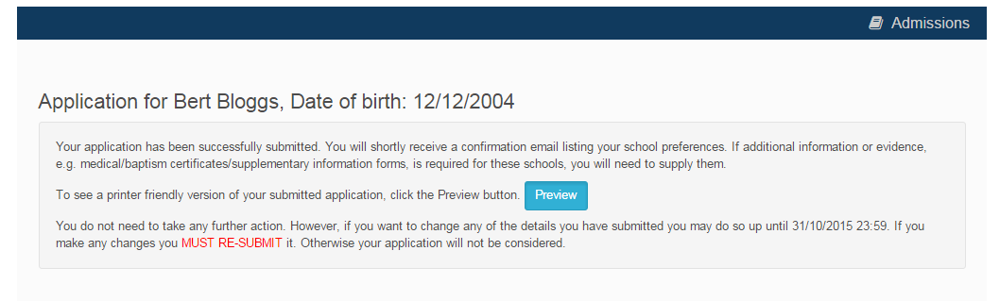 Admissions
Application for Bert Bloggs, Date of birth: 12/12/2004
Your application has been successfully submitted. You will shortly receive a confirmation email listing your school preferences. If additional information or evidence,
e.g. medical/baptism certificates/supplementary information forms, is required for these schools, you will need to supply them.
To see a printer friendly version of your submitted application, click the Preview button. Preview
You do not need to take any further action. However, if you want to change any of the details you have submitted you may do so up until 31/10/2015 23:59. If you
make any changes you MUST RE-SUBMIT it. Otherwise your application will not be considered.